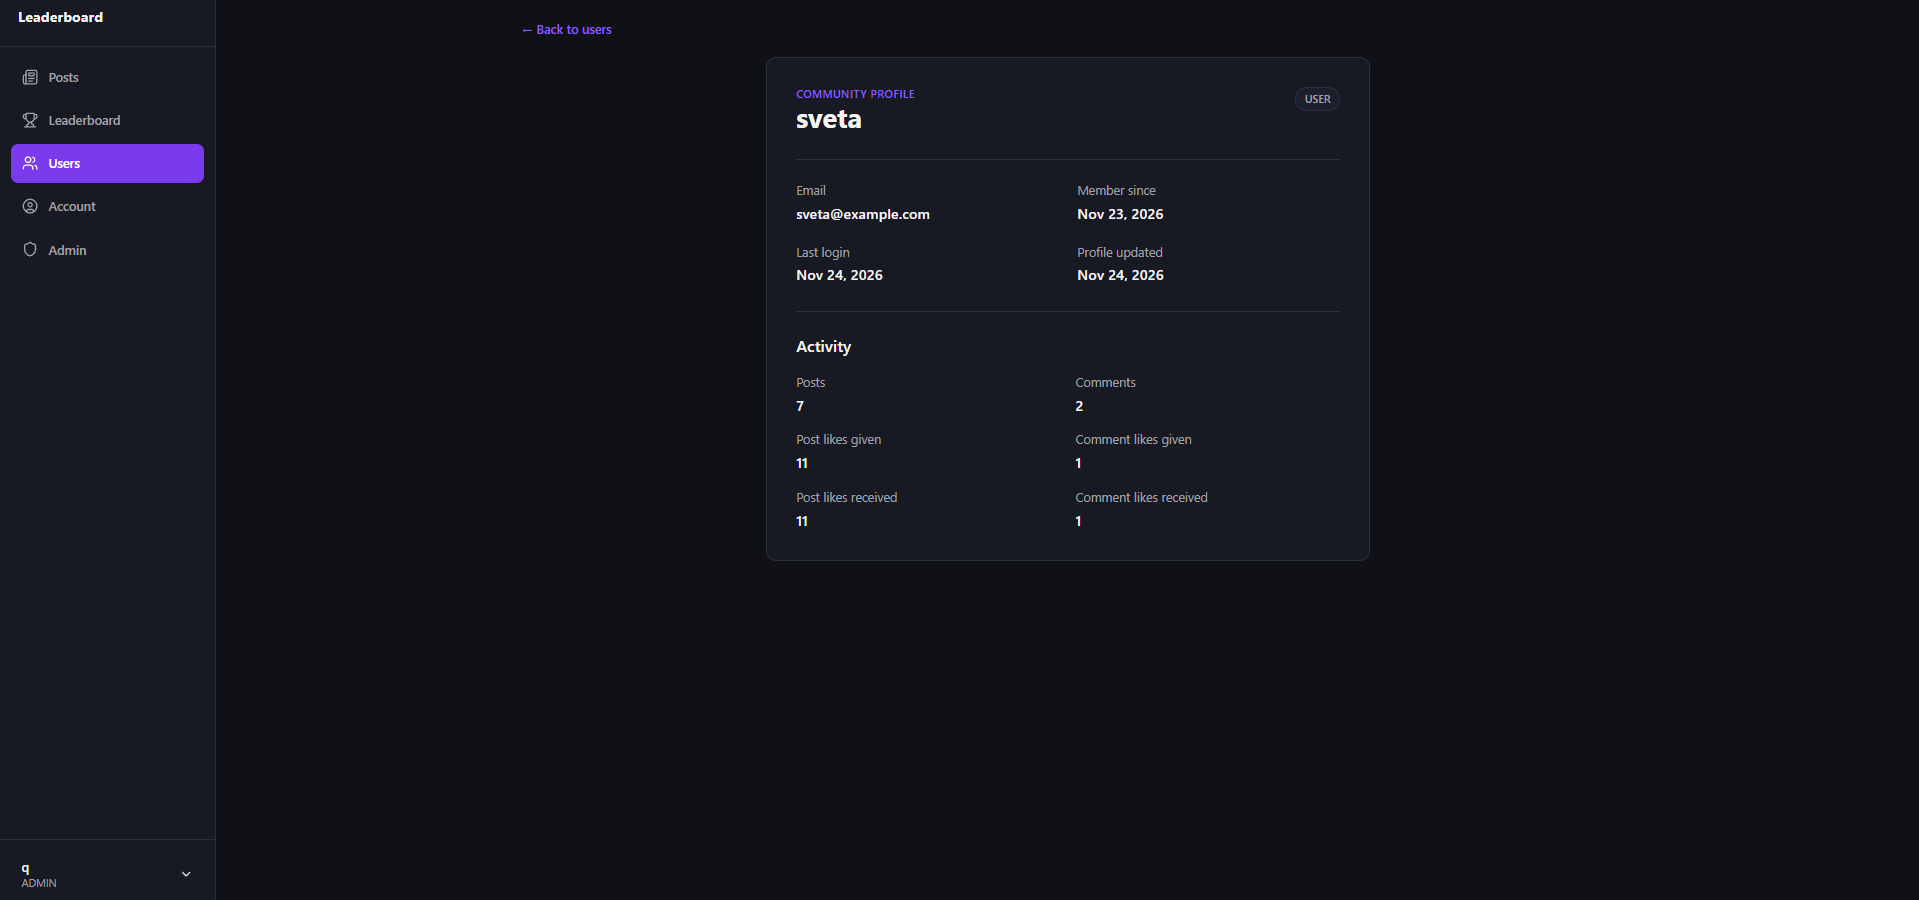 Leaderboard
Posts
Leaderboard
Users
Account
Admin
q
ADMIN
← Back to users
COMMUNITY PROFILE
sveta
USER
Email
sveta@example.com
Member since
Nov 23, 2026
Last login
Nov 24, 2026
Profile updated
Nov 24, 2026
Activity
Posts
7
Comments
2
Post likes given
11
Comment likes given
1
Post likes received
11
Comment likes received
1